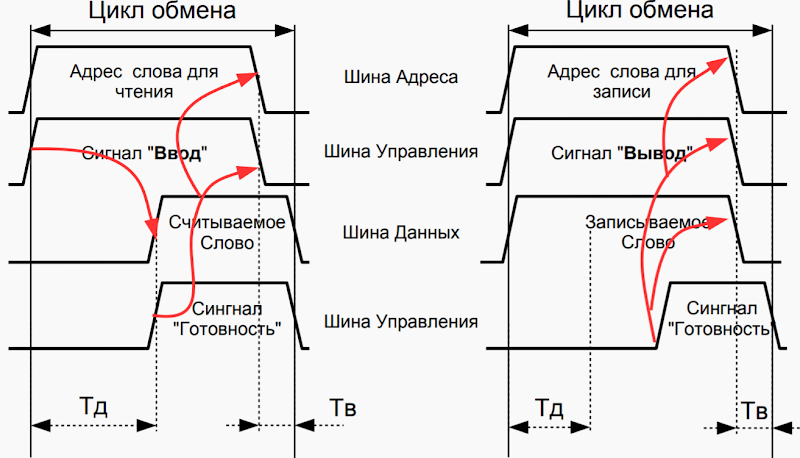 Цикл обмена
Цикл обмена
Адрес слова для
чтения
Шина Адреса
Адрес слова для
записи
Сигнал "Ввод"
Шина Управления
Сигнал "Вывод"
Считываемое
Слово
Шина Данных
Записываемое
Слово
Сингнал
"Готовность"
Шина Управления
Сингнал
"Готовность"
Тд
Тв
Тд
Тв